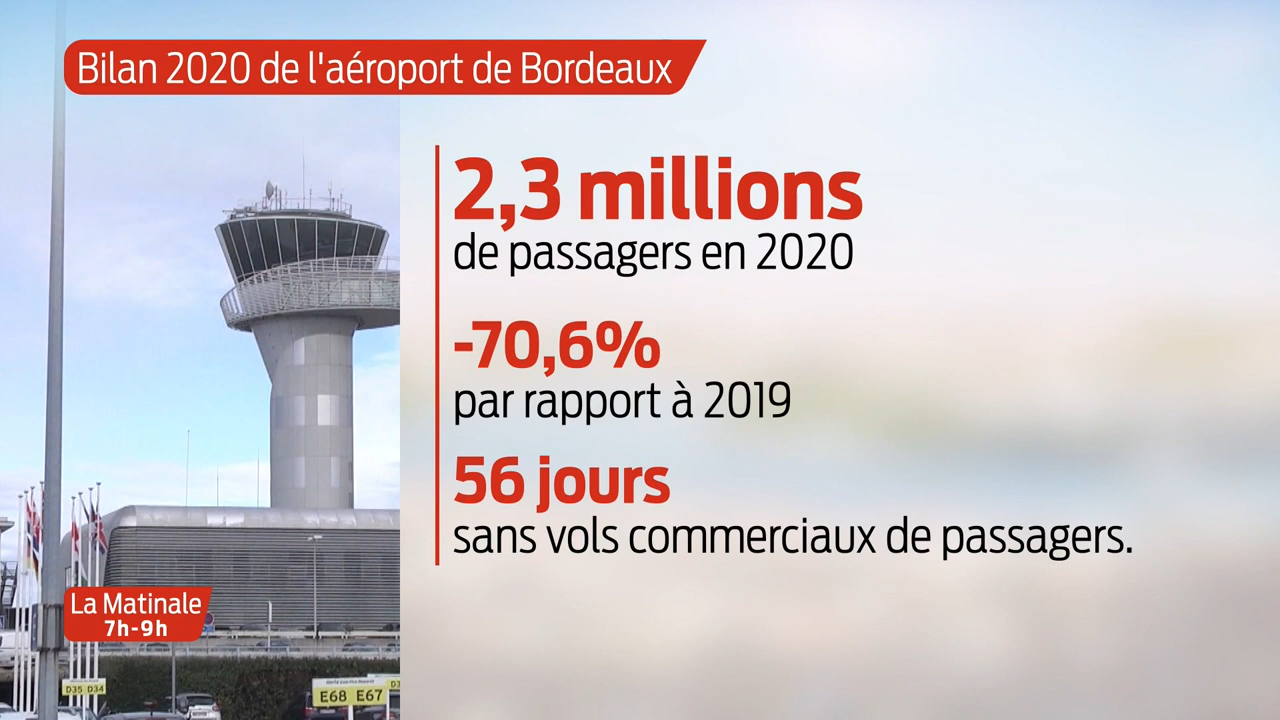 Bilan 2020 de l'aéroport de Bordeaux
2,3 millions
de passagers en 2020
-70,6%
par rapport à 2019
56 jours
sans vols commerciaux de passagers.
La Matinale
7h-9h
D35 D34
E68 E67